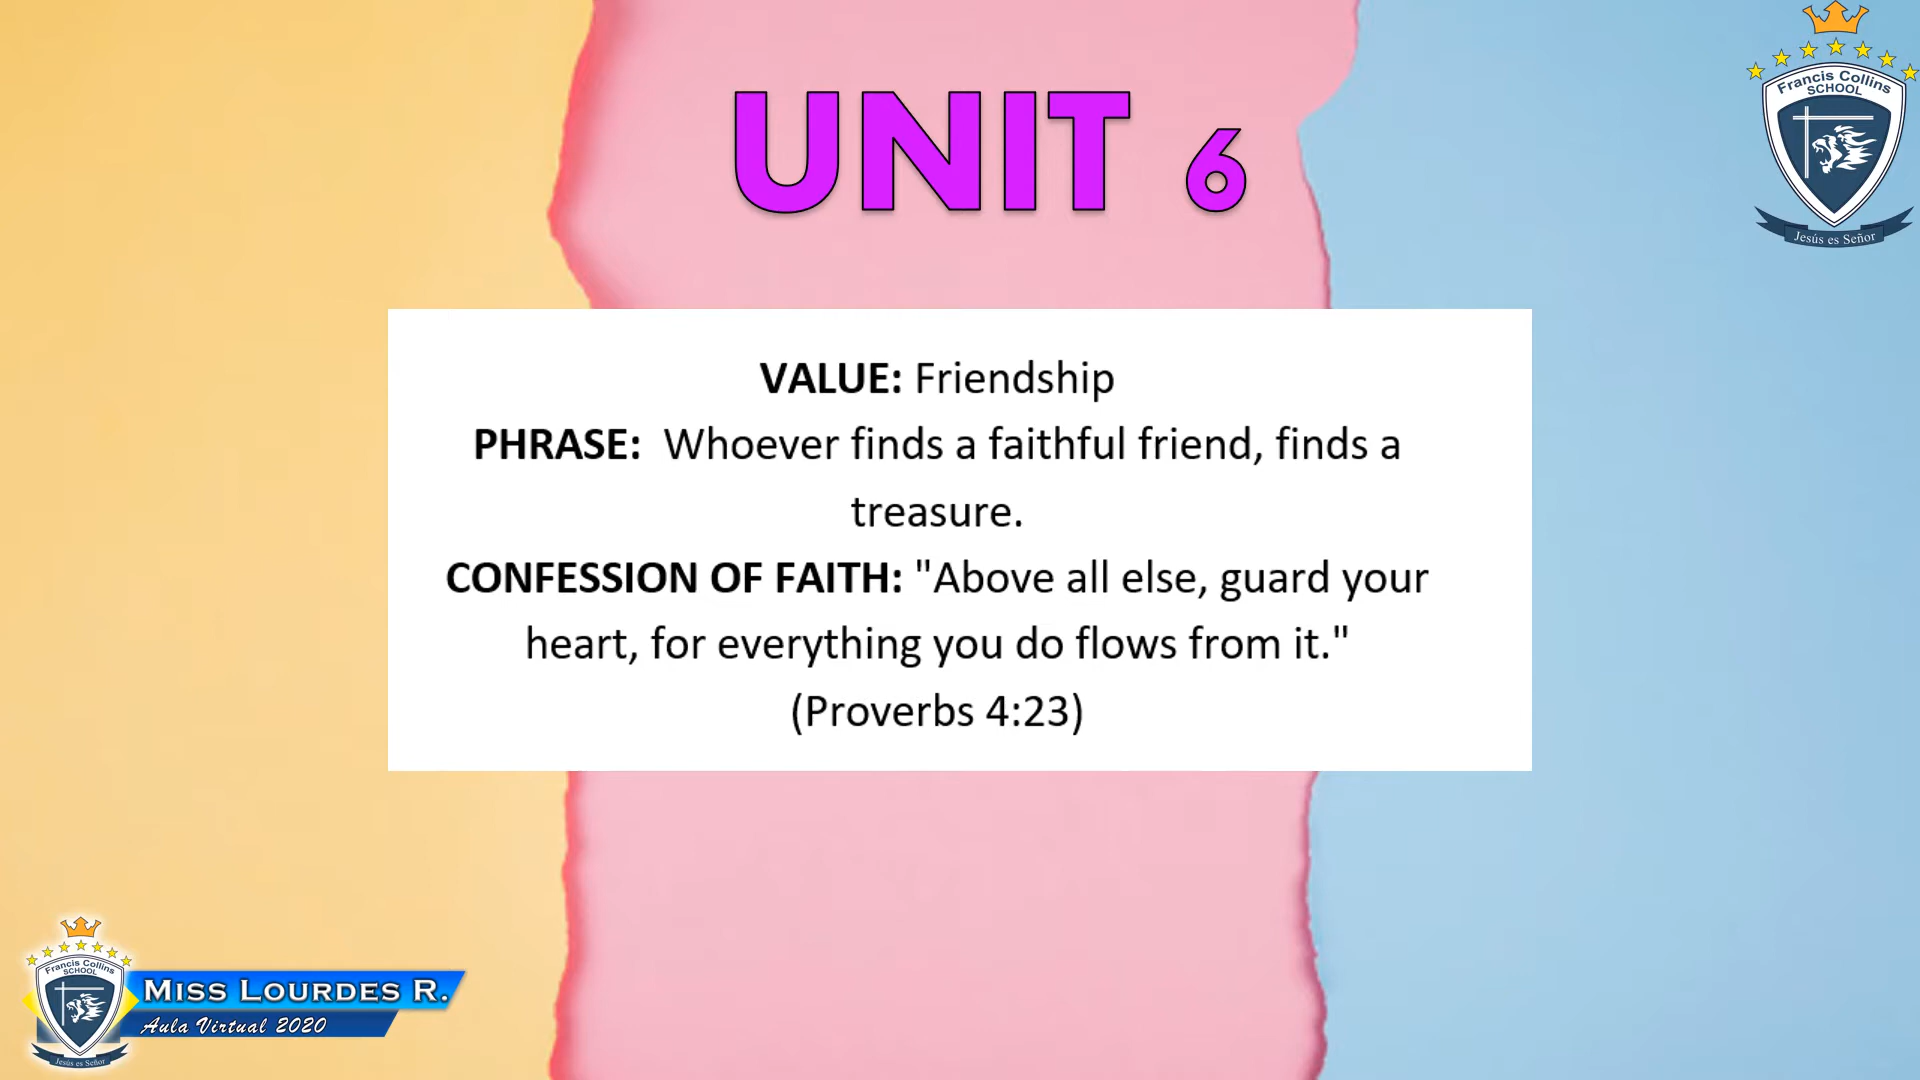 Francis Collins
SCHOOL
Jesús es Señor
UNIT 6
VALUE: Friendship
PHRASE: Whoever finds a faithful friend, finds a
treasure.
CONFESSION OF FAITH: "Above all else, guard your
heart, for everything you do flows from it."
(Proverbs 4:23)
Francis Collins
SCHOOL
Jesús es Señor
MISS LOURDES R.
Aula Virtual 2020